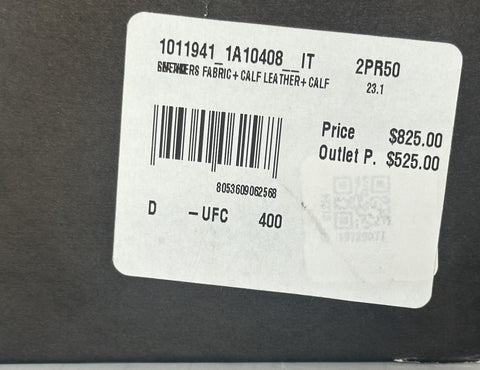 1011941_1A10408__IT 2PR50
FABRIC+ CALF LEATHER+ CALF 23.1
Price $825.00
Outlet P. $525.00
8053609062568
D –UFC 400